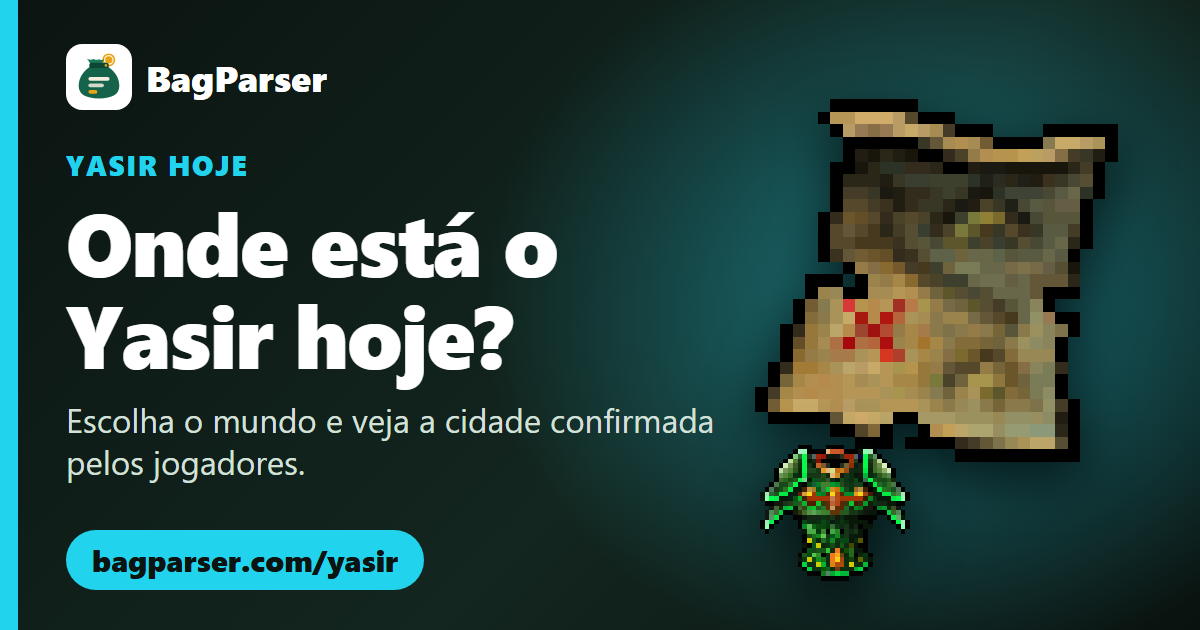 BagParser
YASIR HOJE
Onde está o
Yasir hoje?
Escolha o mundo e veja a cidade confirmada
pelos jogadores.
bagparser.com/yasir